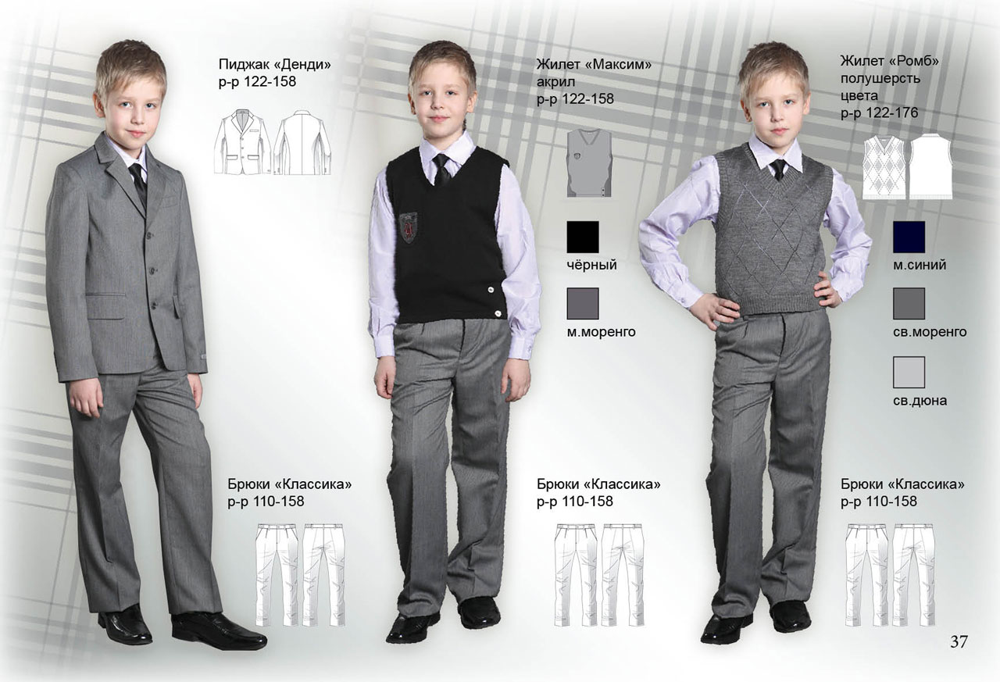 Пиджак «Денди»
р-р 122-158
Жилет «Максим»
акрил
р-р 122-158
чёрный
м.моренго
Жилет «Ромб»
полушерсть
цвета
р-р 122-176
м.синий
св.моренго
св.дюна
Брюки «Классика»
р-р 110-158
Брюки «Классика»
р-р 110-158
Брюки «Классика»
р-р 110-158
37